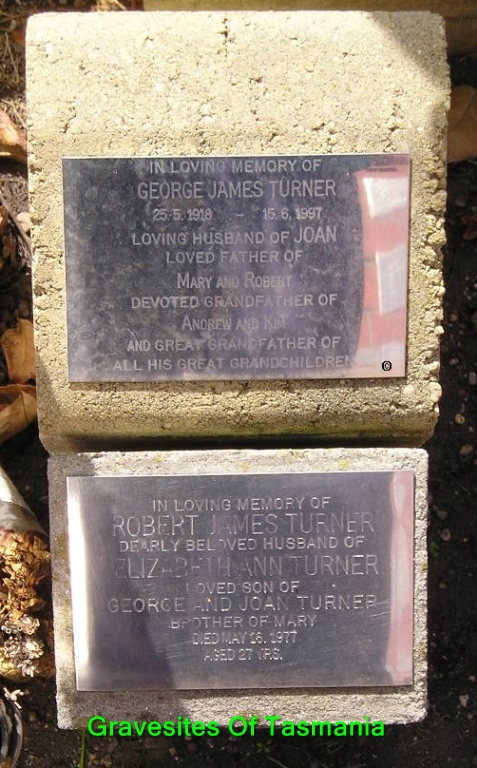 IN LOVING MEMORY OF
GEORGE JAMES TURNER
25·5·1918 – 15·6·1997
LOVING HUSBAND OF JOAN
LOVED FATHER OF
MARY AND ROBERT
DEVOTED GRANDFATHER OF
ANDREW AND KIM
AND GREAT GRANDFATHER OF
ALL HIS GREAT GRANDCHILDREN
©
IN LOVING MEMORY OF
ROBERT JAMES TURNER
DEARLY BELOVED HUSBAND OF
ELIZABETH ANN TURNER
LOVED SON OF
GEORGE AND JOAN TURNER
BROTHER OF MARY
DIED MAY 16. 1977
AGED 27 YRS.
Gravesites Of Tasmania